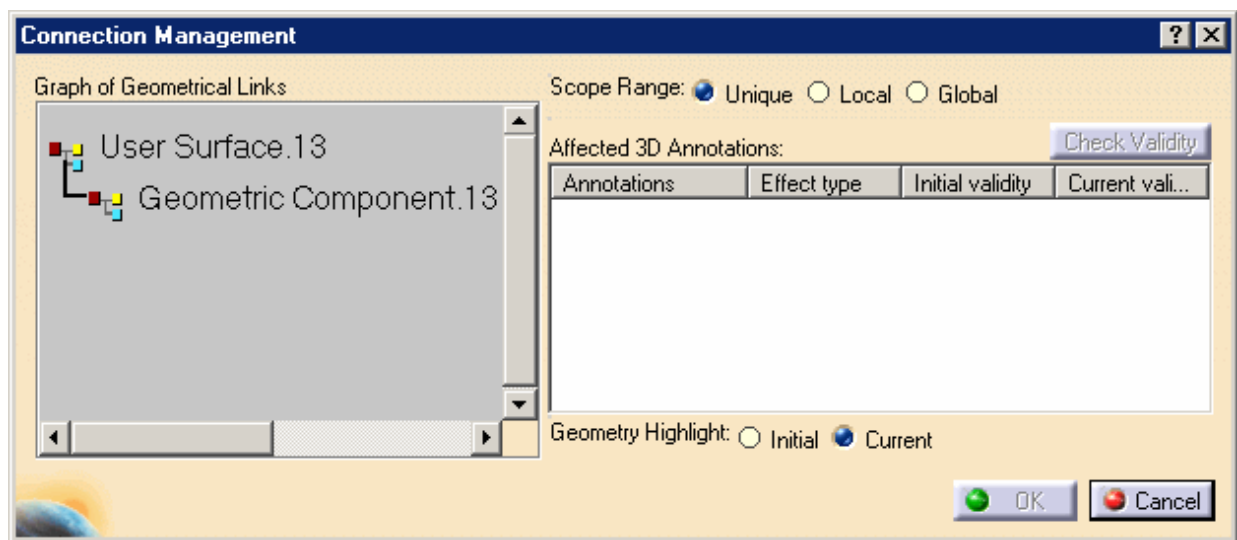 Connection Management
Graph of Geometrical Links
User Surface.13
Geometric Component.13
Scope Range: Unique Local Global
Check Validity
Affected 3D Annotations:
Annotations Effect type Initial validity Current vali...
Geometry Highlight: Initial Current
OK Cancel